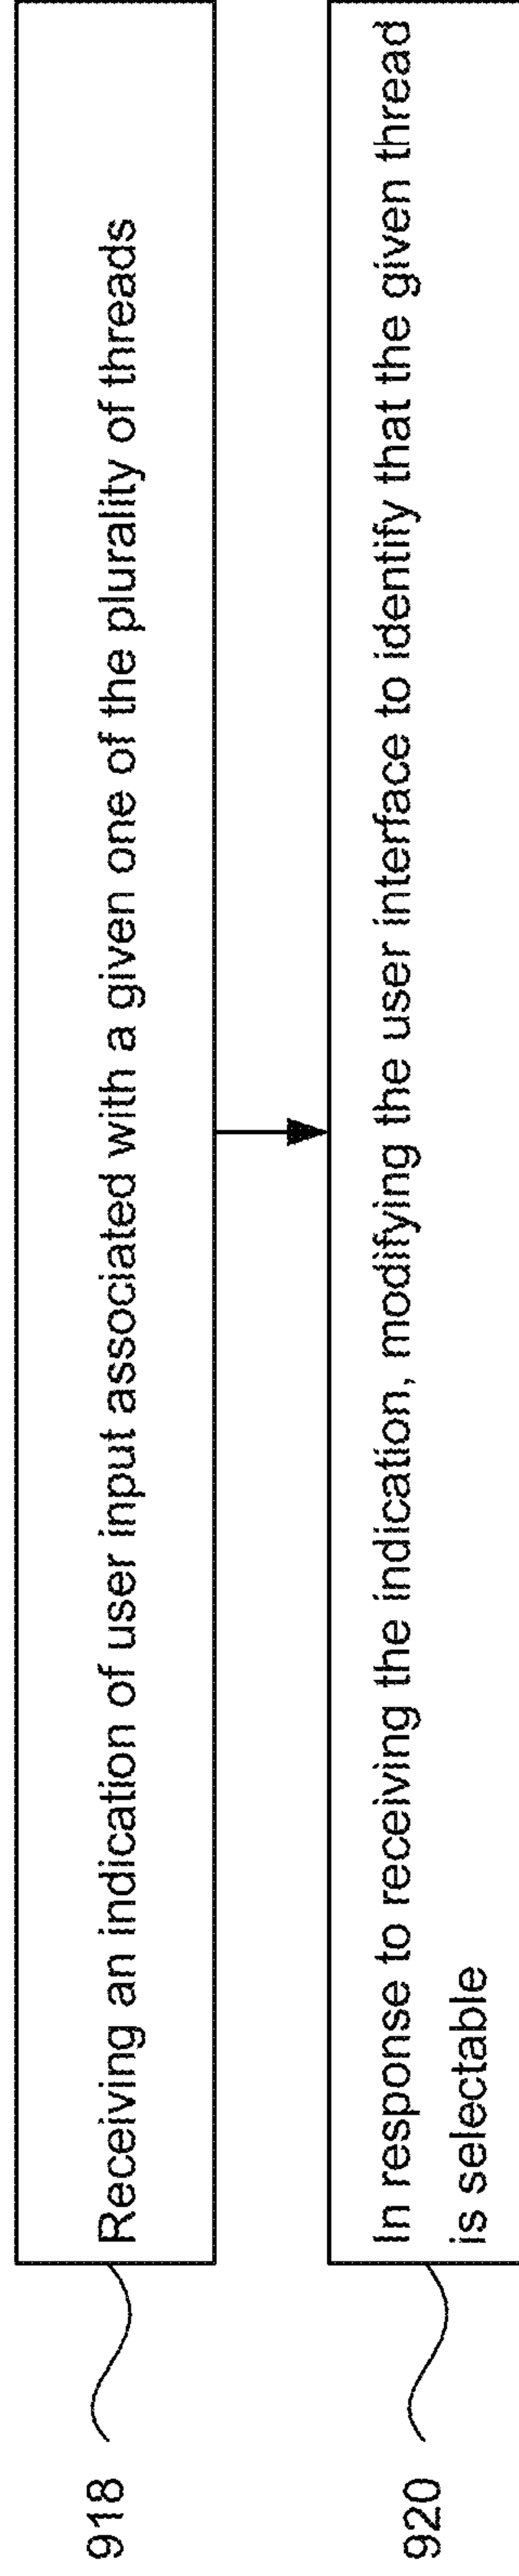 918
Receiving an indication of user input associated with a given one of the plurality of threads
920
In response to receiving the indication, modifying the user interface to identify that the given thread
is selectable